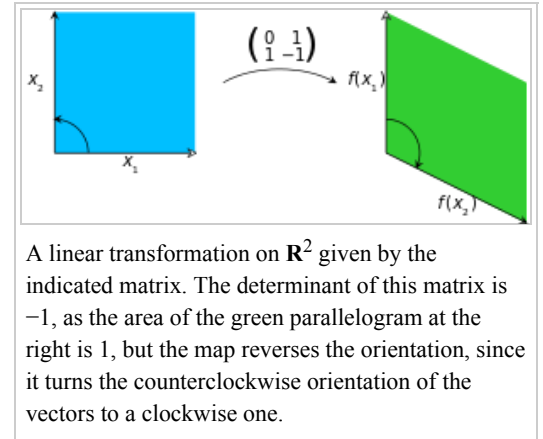 (0 1
1 −1)
x₂
f(x₁)
x₁
f(x₂)
A linear transformation on R² given by the
indicated matrix. The determinant of this matrix is
−1, as the area of the green parallelogram at the
right is 1, but the map reverses the orientation, since
it turns the counterclockwise orientation of the
vectors to a clockwise one.